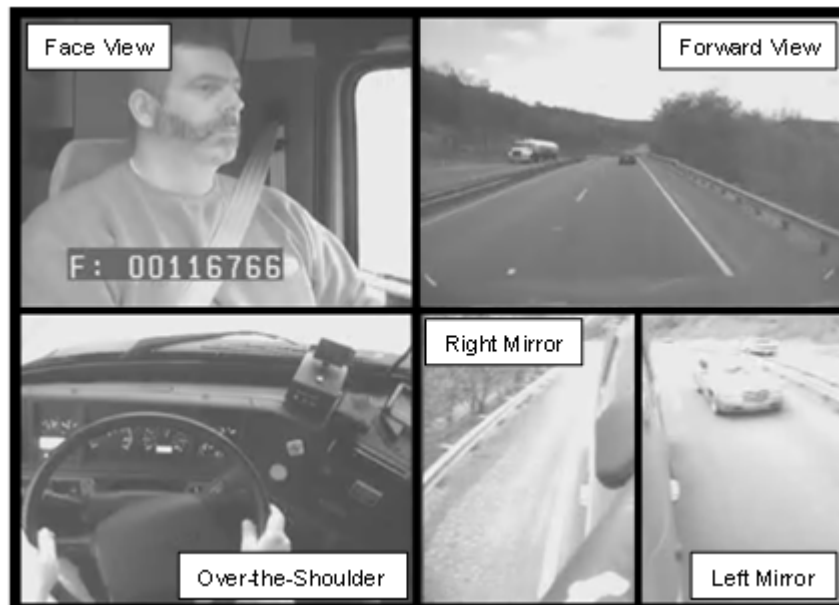 Face View
Forward View
F: 00116766
Right Mirror
Over-the-Shoulder
Left Mirror